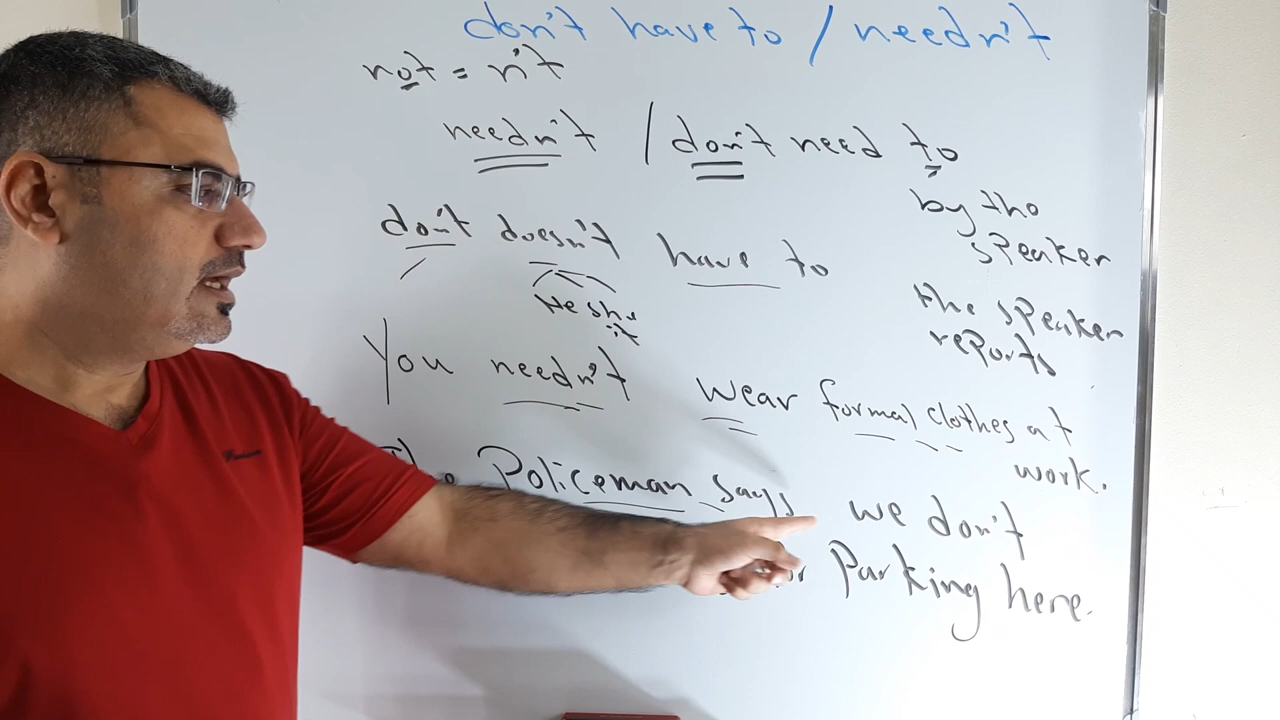 don't have to / needn't
not = n't
needn't / don't need to
by the
speaker
don't doesn't have to
He she
it
the speaker
reports
You needn't wear formal clothes at
work.
Policeman says we don't
Parking here.